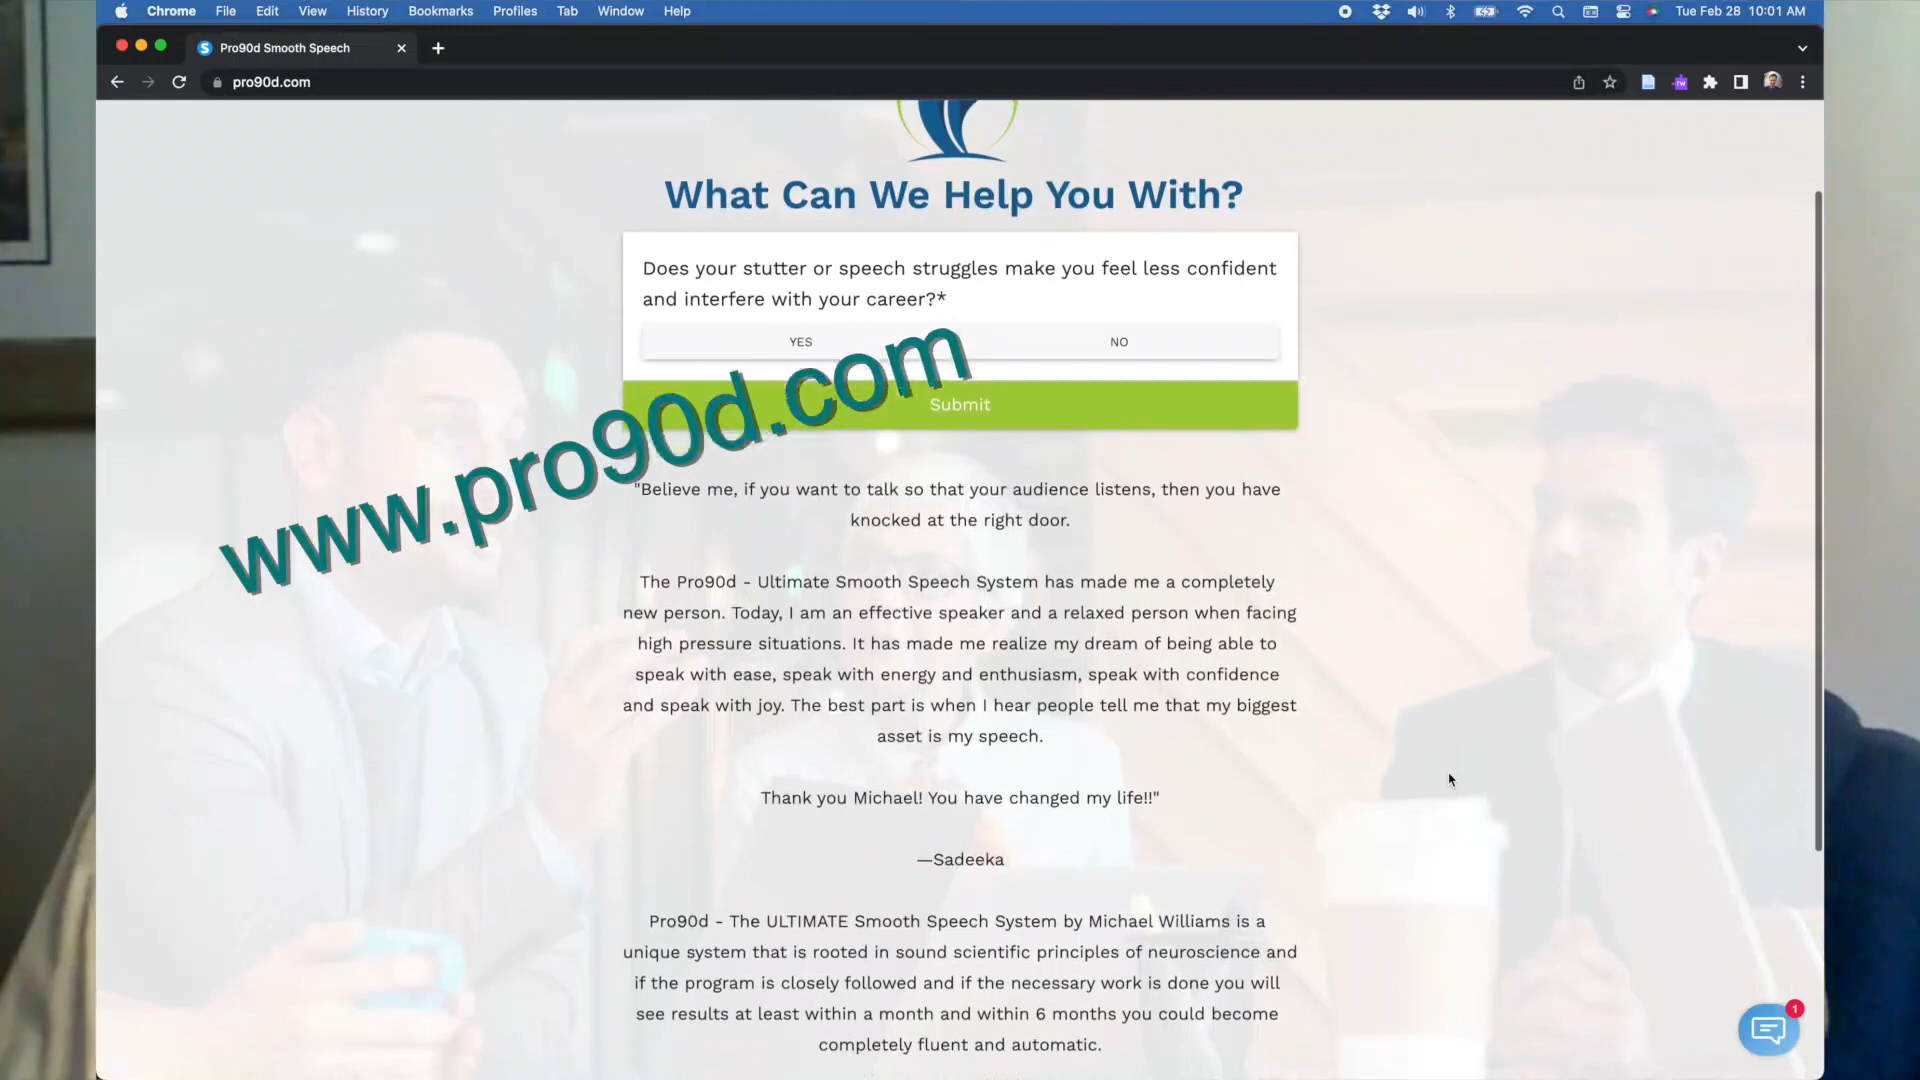 Chrome File Edit View History Bookmarks Profiles Tab Window Help Tue Feb 28 10:01 AM
Pro90d Smooth Speech
pro90d.com
What Can We Help You With?
Does your stutter or speech struggles make you feel less confident
and interfere with your career?*
YES NO
Submit
www.pro90d.com
"Believe me, if you want to talk so that your audience listens, then you have
knocked at the right door.
The Pro90d - Ultimate Smooth Speech System has made me a completely
new person. Today, I am an effective speaker and a relaxed person when facing
high pressure situations. It has made me realize my dream of being able to
speak with ease, speak with energy and enthusiasm, speak with confidence
and speak with joy. The best part is when I hear people tell me that my biggest
asset is my speech.
Thank you Michael! You have changed my life!!"
—Sadeeka
Pro90d - The ULTIMATE Smooth Speech System by Michael Williams is a
unique system that is rooted in sound scientific principles of neuroscience and
if the program is closely followed and if the necessary work is done you will
see results at least within a month and within 6 months you could become
completely fluent and automatic.
1